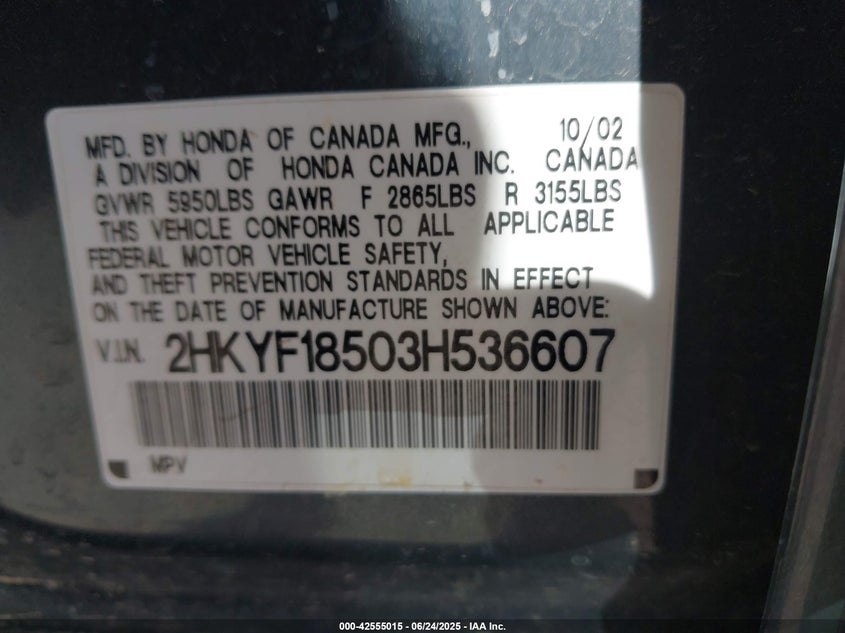 MFD. BY HONDA OF CANADA MFG., 10/02
A DIVISION OF HONDA CANADA INC. CANADA
GVWR 5950LBS GAWR F 2865LBS R 3155LBS
THIS VEHICLE CONFORMS TO ALL APPLICABLE
FEDERAL MOTOR VEHICLE SAFETY,
AND THEFT PREVENTION STANDARDS IN EFFECT
ON THE DATE OF MANUFACTURE SHOWN ABOVE:
V.I.N. 2HKYF18503H536607
MPV
000-42555015 | 06/24/2025 - IAA Inc.